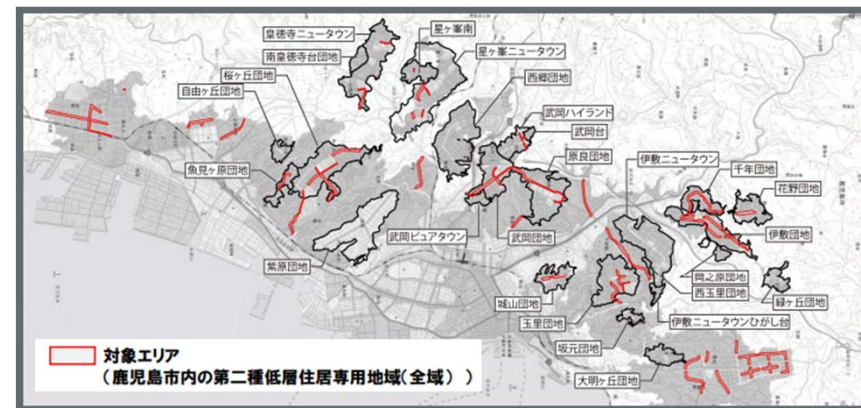 皇徳寺ニュータウン
星ヶ峯南
南皇徳寺台団地
星ヶ峯ニュータウン
桜ヶ丘団地
西郷団地
自由ヶ丘団地
武岡ハイランド
武岡台
原良団地
伊敷ニュータウン
千年団地
魚見ヶ原団地
花野団地
武岡ピュアタウン
武岡団地
伊敷団地
紫原団地
岡之原団地
城山団地
西玉里団地
緑ヶ丘団地
玉里団地
伊敷ニュータウンひがし台
坂元団地
大明ヶ丘団地
対象エリア
(鹿児島市内の第二種低層住居専用地域(全域) )